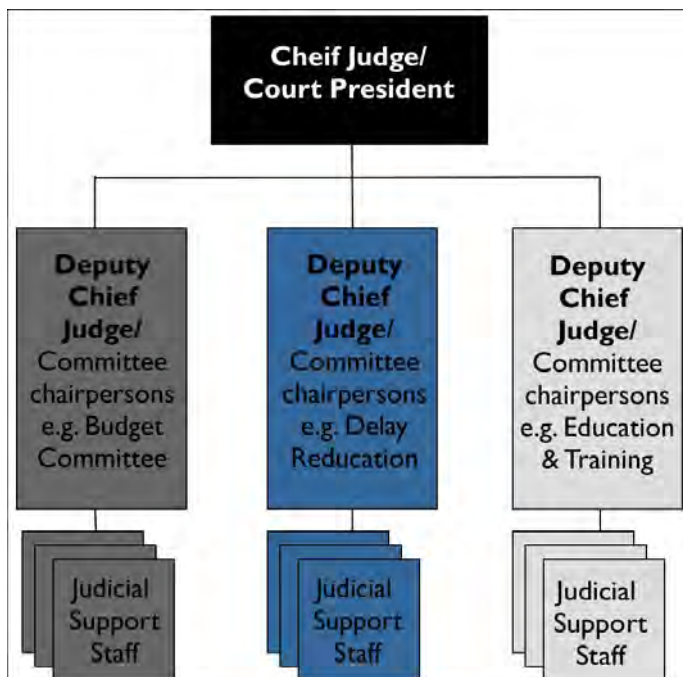 Cheif Judge/
Court President
Deputy
Chief
Judge/
Committee
chairpersons
e.g. Budget
Committee
Deputy
Chief
Judge/
Committee
chairpersons
e.g. Delay
Reducation
Deputy
Chief
Judge/
Committee
chairpersons
e.g. Education
& Training
Judicial
Support
Staff
Judicial
Support
Staff
Judicial
Support
Staff